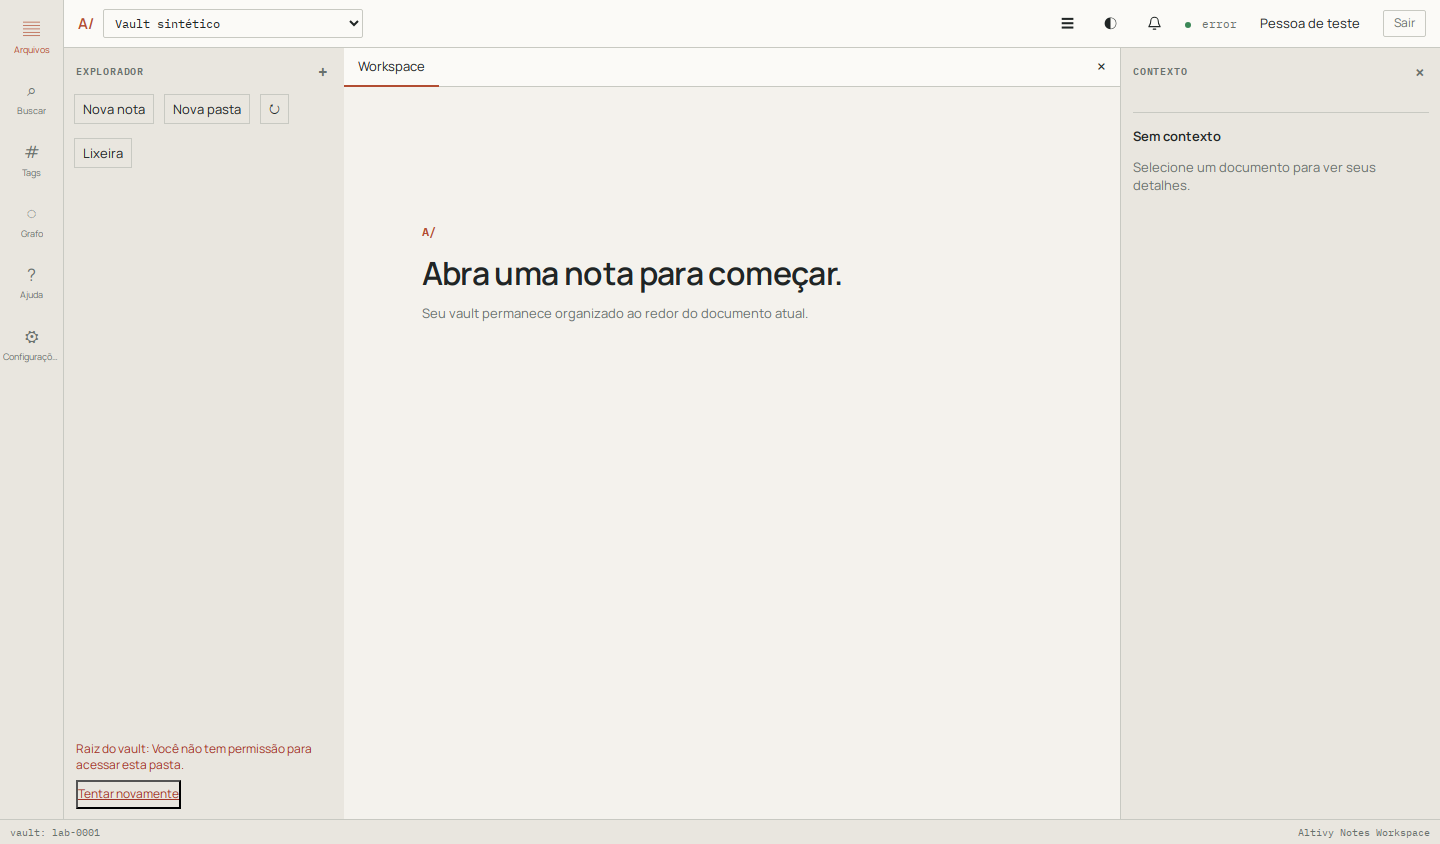 Arquivos
Buscar
#
Tags
Grafo
?
Ajuda
Configuraçõ…
A/ Vault sintético
error Pessoa de teste Sair
EXPLORADOR +
Nova nota Nova pasta
Lixeira
Raiz do vault: Você não tem permissão para
acessar esta pasta.
Tentar novamente
Workspace ×
A/
Abra uma nota para começar.
Seu vault permanece organizado ao redor do documento atual.
CONTEXTO ×
Sem contexto
Selecione um documento para ver seus
detalhes.
vault: lab-0001 Altivy Notes Workspace